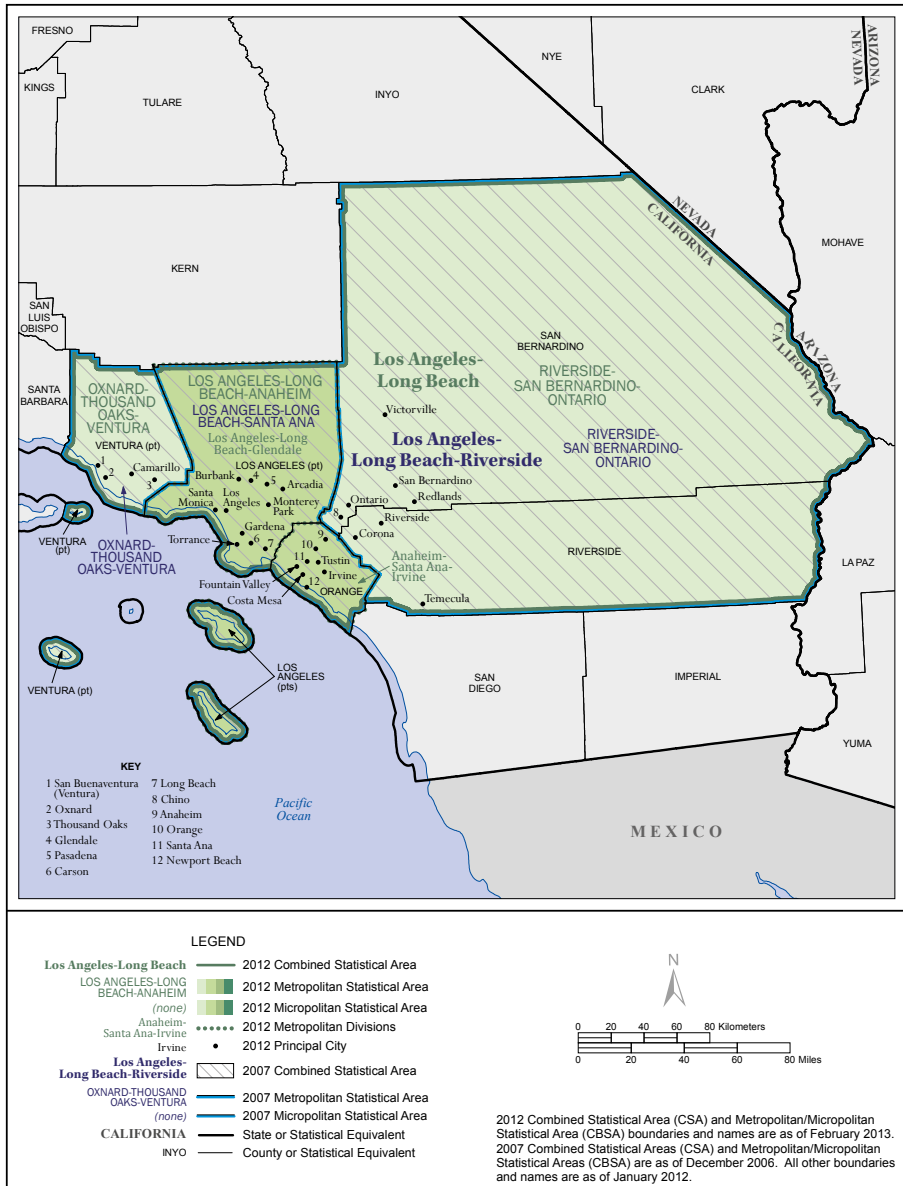 FRESNO
KINGS
TULARE
INYO
NYE
CLARK
ARIZONA
NEVADA
NEVADA
CALIFORNIA
MOHAVE
KERN
SAN
LUIS
OBISPO
SANTA
BARBARA
ARIZONA
CALIFORNIA
OXNARD-
THOUSAND
OAKS-
VENTURA
VENTURA (pt)
1
2
Camarillo
3
LOS ANGELES-LONG
BEACH-ANAHEIM
LOS ANGELES-LONG
BEACH-SANTA ANA
Los Angeles-Long
Beach-Glendale
LOS ANGELES (pt)
Burbank
4
5
Arcadia
Santa
Monica
Los
Angeles
Monterey
Park
Gardena
Torrance
6
7
SAN
BERNARDINO
Los Angeles-
Long Beach
RIVERSIDE-
SAN BERNARDINO-
ONTARIO
Victorville
Los Angeles-
Long Beach-Riverside
RIVERSIDE-
SAN BERNARDINO-
ONTARIO
San Bernardino
Redlands
Ontario
8
Riverside
Corona
RIVERSIDE
Temecula
9
10
11
Tustin
Irvine
12
ORANGE
Fountain Valley
Costa Mesa
Anaheim-
Santa Ana-
Irvine
VENTURA
(pt)
OXNARD-
THOUSAND
OAKS-VENTURA
VENTURA (pt)
LOS
ANGELES
(pts)
LA PAZ
SAN
DIEGO
IMPERIAL
YUMA
Pacific
Ocean
MEXICO
KEY
1 San Buenaventura
(Ventura)
2 Oxnard
3 Thousand Oaks
4 Glendale
5 Pasadena
6 Carson
7 Long Beach
8 Chino
9 Anaheim
10 Orange
11 Santa Ana
12 Newport Beach
LEGEND
Los Angeles-Long Beach 2012 Combined Statistical Area
LOS ANGELES-LONG
BEACH-ANAHEIM 2012 Metropolitan Statistical Area
(none) 2012 Micropolitan Statistical Area
Anaheim-
Santa Ana-Irvine 2012 Metropolitan Divisions
Irvine 2012 Principal City
Los Angeles-
Long Beach-Riverside 2007 Combined Statistical Area
OXNARD-THOUSAND
OAKS-VENTURA 2007 Metropolitan Statistical Area
(none) 2007 Micropolitan Statistical Area
CALIFORNIA State or Statistical Equivalent
INYO County or Statistical Equivalent
N
0 20 40 60 80 Kilometers
0 20 40 60 80 Miles
2012 Combined Statistical Area (CSA) and Metropolitan/Micropolitan
Statistical Area (CBSA) boundaries and names are as of February 2013.
2007 Combined Statistical Areas (CSA) and Metropolitan/Micropolitan
Statistical Areas (CBSA) are as of December 2006. All other boundaries
and names are as of January 2012.